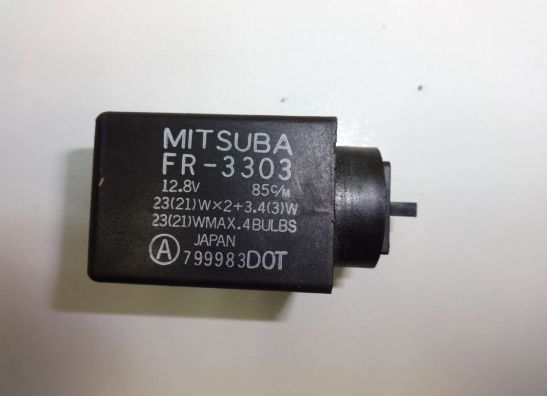 MITSUBA
FR-3303
12.8V 85C/M
23(21)W×2+3.4(3)W
23(21)WMAX.4BULBS
JAPAN
Ⓐ 799983DOT